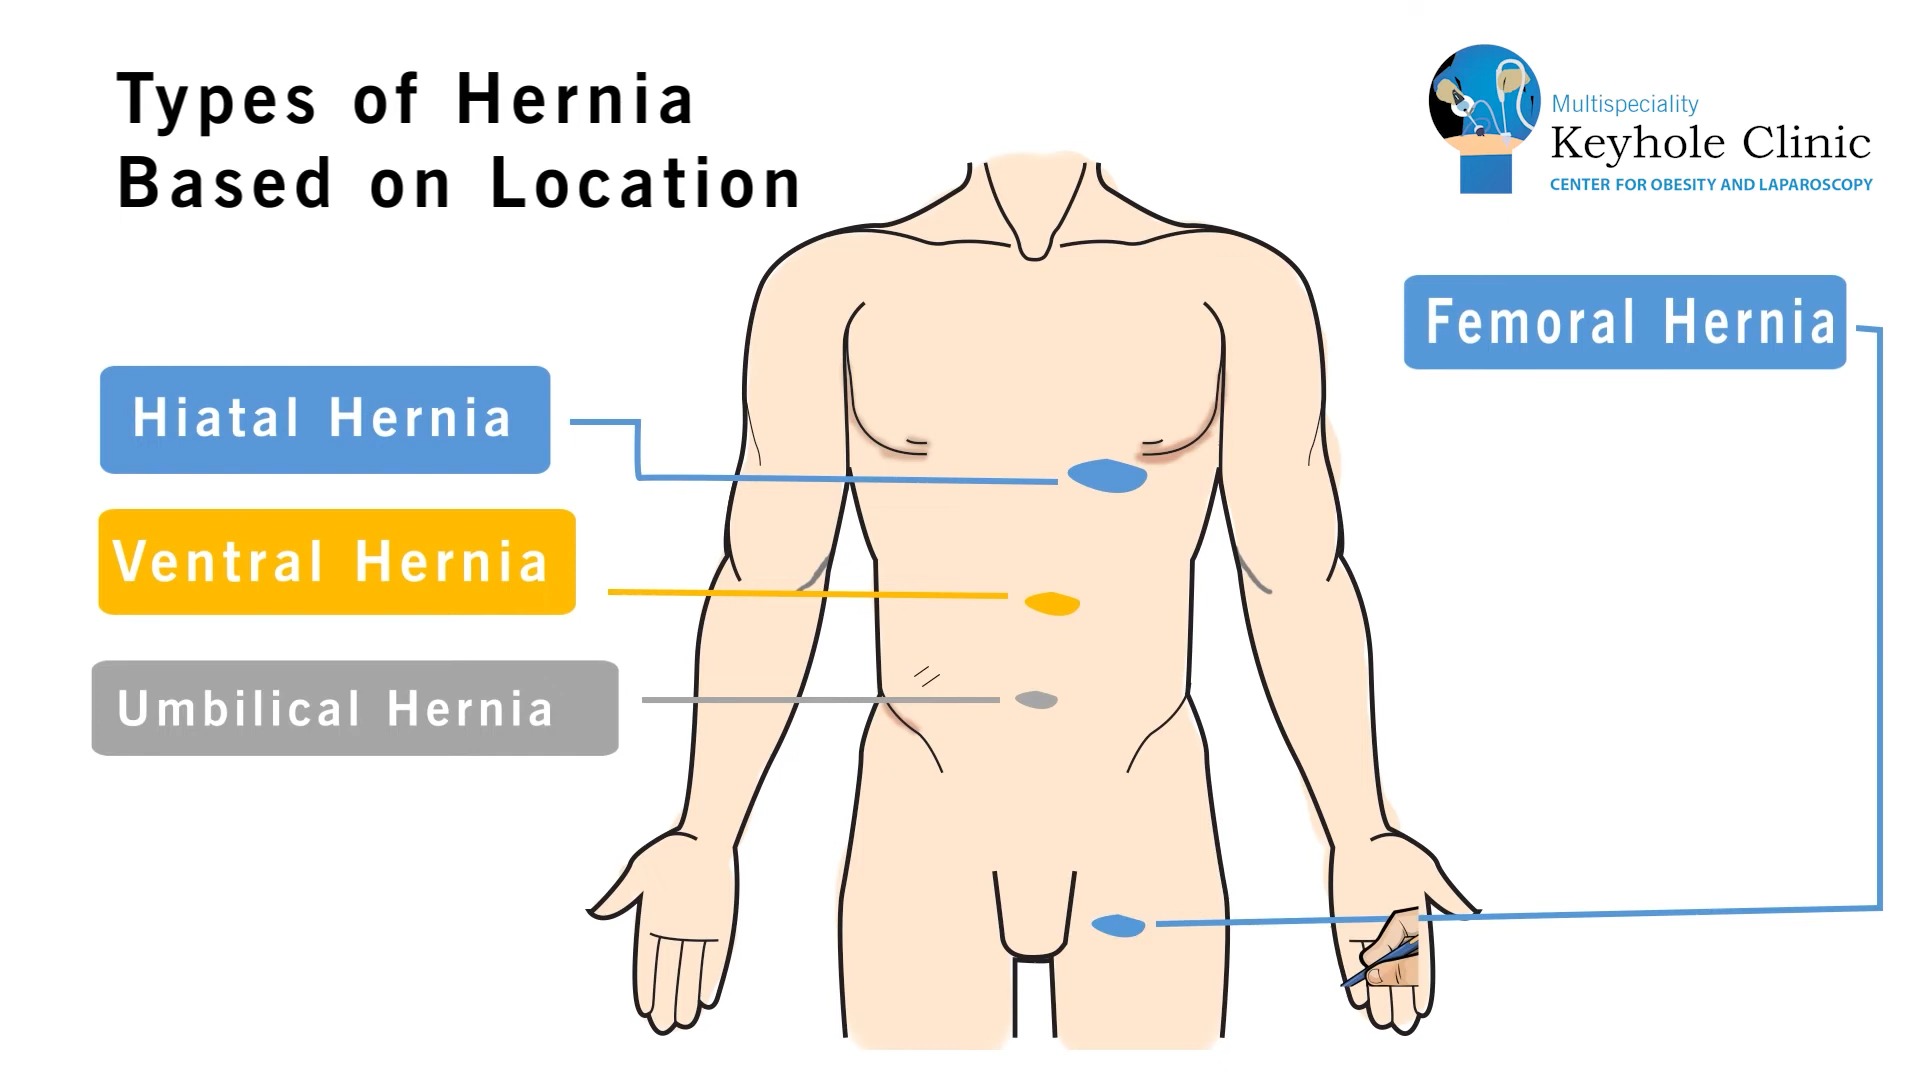 Types of Hernia
Based on Location
Multispeciality
Keyhole Clinic
CENTER FOR OBESITY AND LAPAROSCOPY
Femoral Hernia
Hiatal Hernia
Ventral Hernia
Umbilical Hernia